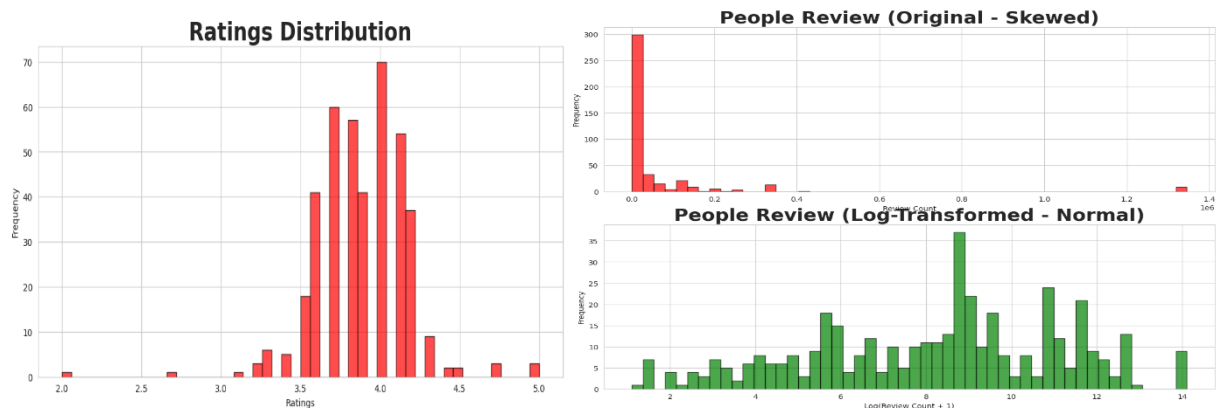 Ratings Distribution
Frequency
70
60
50
40
30
20
10
0
2.0 2.5 3.0 3.5 4.0 4.5 5.0
Ratings
People Review (Original - Skewed)
Frequency
300
250
200
150
100
50
0
0.0 0.2 0.4 0.6 0.8 1.0 1.2 1.4
Review Count
1e6
People Review (Log-Transformed - Normal)
Frequency
35
30
25
20
15
10
5
0
2 4 6 8 10 12 14
Log(Review Count + 1)